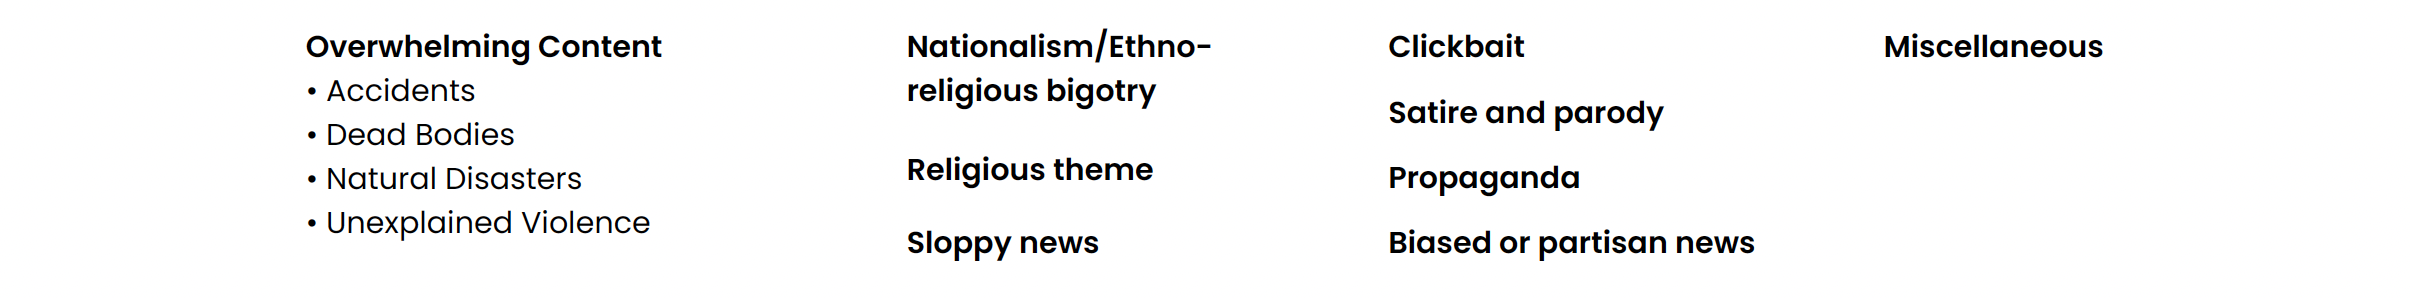 Overwhelming Content
• Accidents
• Dead Bodies
• Natural Disasters
• Unexplained Violence
Nationalism/Ethno-
religious bigotry
Religious theme
Sloppy news
Clickbait
Satire and parody
Propaganda
Biased or partisan news
Miscellaneous